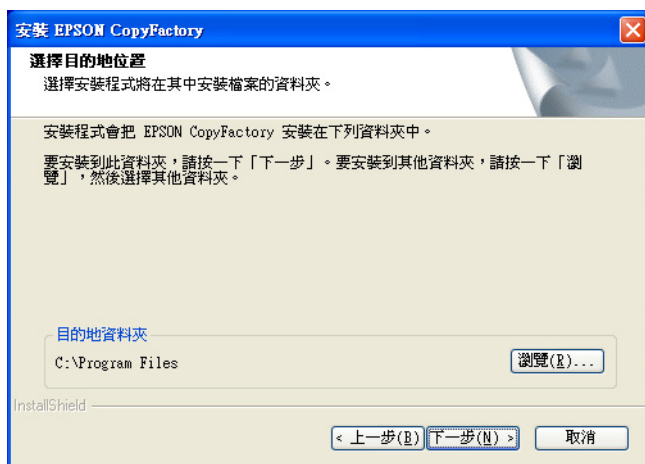 安裝 EPSON CopyFactory
選擇目的地位置
選擇安裝程式將在其中安裝檔案的資料夾。
安裝程式會把 EPSON CopyFactory 安裝在下列資料夾中。
要安裝到此資料夾,請按一下「下一步」。要安裝到其他資料夾,請按一下「瀏
覽」,然後選擇其他資料夾。
目的地資料夾
C:\Program Files
瀏覽(R)...
InstallShield
< 上一步(B)
下一步(N) >
取消